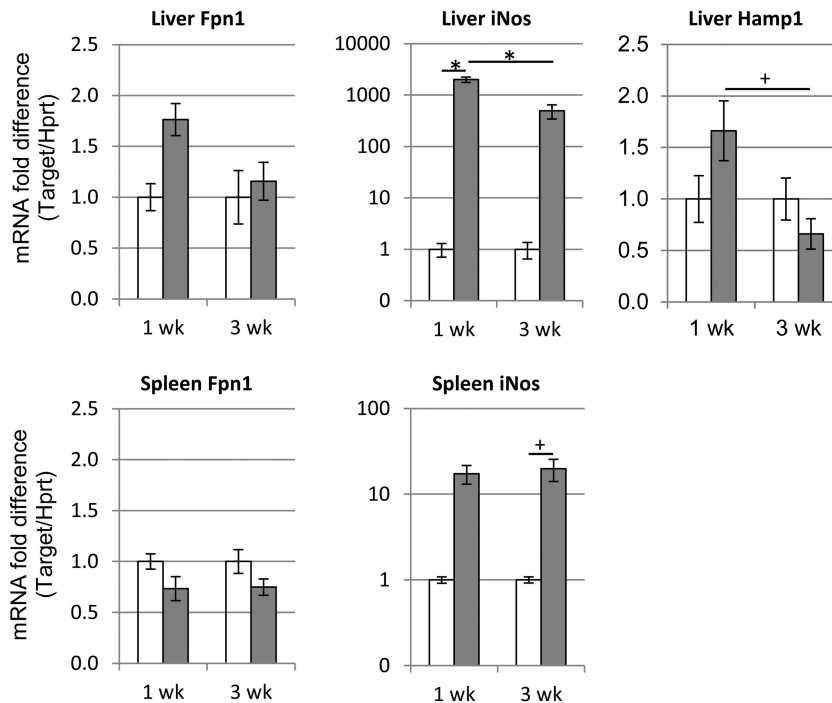 Liver Fpn1
mRNA fold difference
(Target/Hprt)
2.5
2.0
1.5
1.0
0.5
0.0
1 wk
3 wk
Liver iNos
10000
1000
100
10
1
0
*
*
1 wk
3 wk
Liver Hamp1
2.5
2.0
1.5
1.0
0.5
0.0
+
1 wk
3 wk
Spleen Fpn1
mRNA fold difference
(Target/Hprt)
2.5
2.0
1.5
1.0
0.5
0.0
1 wk
3 wk
Spleen iNos
100
10
1
0
+
1 wk
3 wk